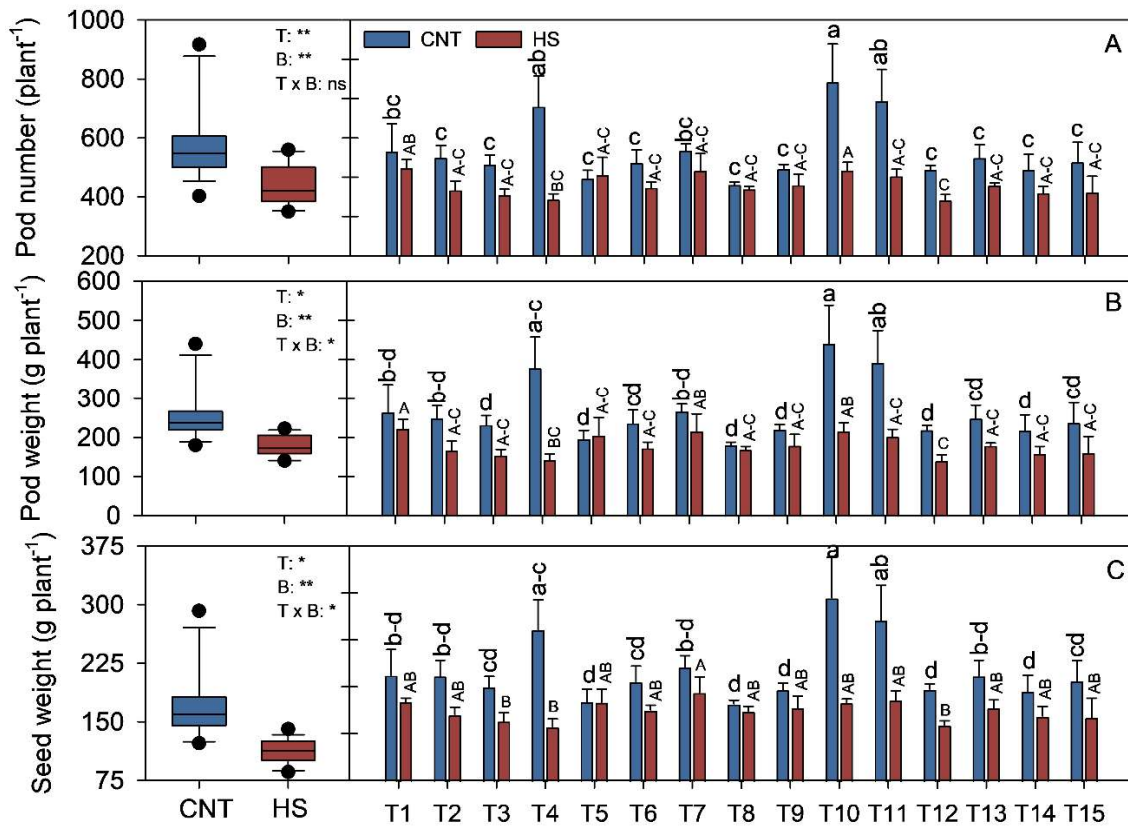 Pod number (plant⁻¹)
1000
800
600
400
200
T: **
B: **
T x B: ns
CNT
HS
A
bc
AB
c
A-C
c
A-C
ab
BC
c
A-C
c
A-C
bc
A-C
c
A-C
c
A-C
a
A
ab
A-C
c
C
c
A-C
c
A-C
c
A-C
Pod weight (g plant⁻¹)
600
500
400
300
200
100
0
T: *
B: **
T x B: *
B
b-d
A
b-d
A-C
d
A-C
a-c
BC
d
A-C
cd
A-C
b-d
AB
d
A-C
d
A-C
a
AB
ab
A-C
d
C
cd
A-C
d
A-C
cd
A-C
Seed weight (g plant⁻¹)
375
300
225
150
75
T: *
B: **
T x B: *
C
b-d
AB
b-d
AB
cd
B
a-c
B
d
AB
cd
AB
b-d
A
d
AB
d
AB
a
AB
ab
AB
d
B
b-d
AB
d
AB
cd
AB
CNT HS T1 T2 T3 T4 T5 T6 T7 T8 T9 T10 T11 T12 T13 T14 T15